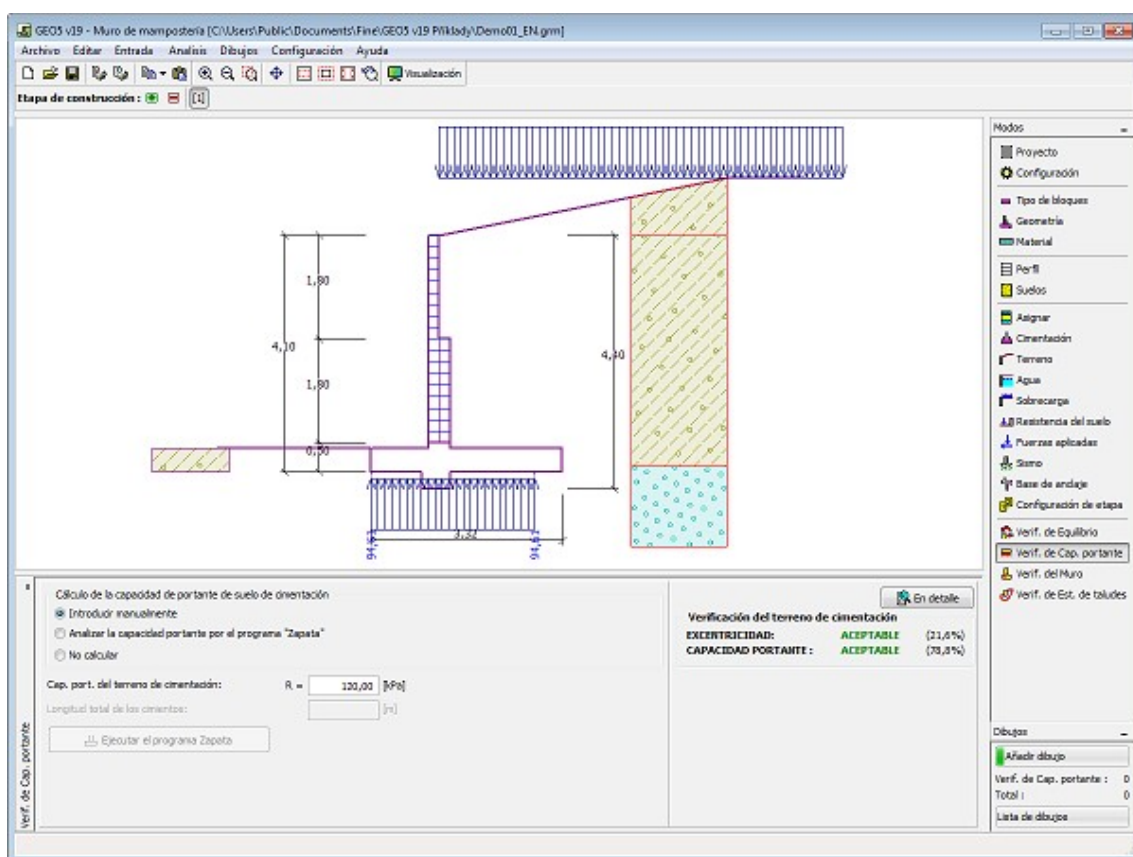 GEO5 v19 - Muro de mampostería [C:\Users\Public\Documents\Fine\GEO5 v19 Příklady\Demo01_EN.gmm]
Archivo Editar Entrada Analisis Dibujos Configuración Ayuda
Visualización
Etapa de construcción : [1]
1,80
4,10
1,80
0,50
4,40
94,61
3,32
94,61
Modos
Proyecto
Configuración
Tipo de bloques
Geometría
Material
Perfil
Suelos
Asignar
Cimentación
Terreno
Agua
Sobrecarga
Resistencia del suelo
Fuerzas aplicadas
Sismo
Base de anclaje
Configuración de etapa
Verif. de Equilibrio
Verif. de Cap. portante
Verif. del Muro
Verif. de Est. de taludes
Verif. de Cap. portante
Cálculo de la capacidad de portante de suelo de cimentación
Introducir manualmente
Analizar la capacidad portante por el programa "Zapata"
No calcular
Cap. port. del terreno de cimentación: R = 120,00 [kPa]
Longitud total de los cimientos: [m]
Ejecutar el programa Zapata
En detalle
Verificación del terreno de cimentación
EXCENTRICIDAD: ACEPTABLE (21,6%)
CAPACIDAD PORTANTE : ACEPTABLE (78,8%)
Dibujos
Añadir dibujo
Verif. de Cap. portante : 0
Total : 0
Lista de dibujos